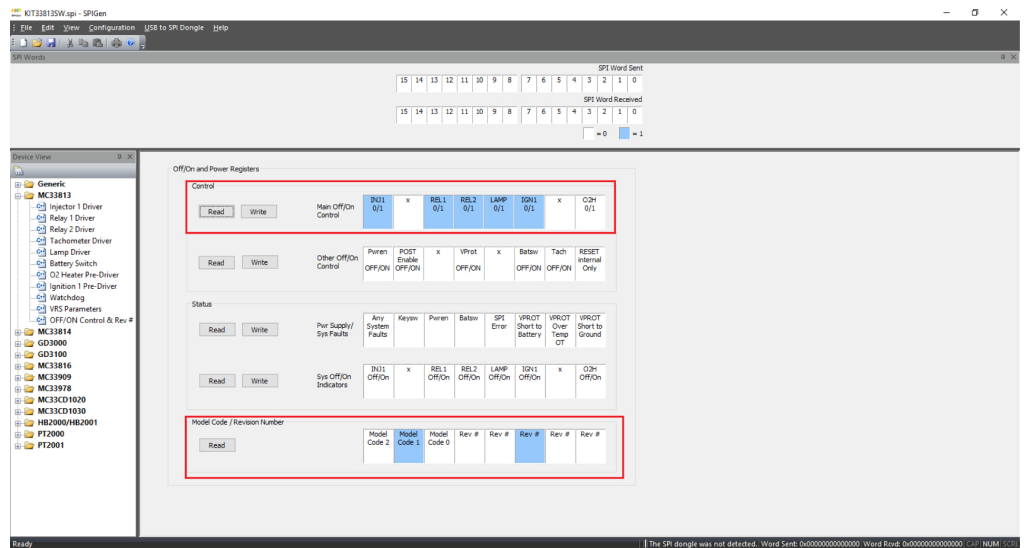 KIT33813SW.spi - SPIGen
File Edit View Configuration USB to SPI Dongle Help
SPI Words
SPI Word Sent
15 14 13 12 11 10 9 8 7 6 5 4 3 2 1 0
SPI Word Received
15 14 13 12 11 10 9 8 7 6 5 4 3 2 1 0
= 0 = 1
Device View
Generic
MC33813
Injector 1 Driver
Relay 1 Driver
Relay 2 Driver
Tachometer Driver
Lamp Driver
Battery Switch
O2 Heater Pre-Driver
Ignition 1 Pre-Driver
Watchdog
VRS Parameters
OFF/ON Control & Rev #
MC33814
GD3000
GD3100
MC33816
MC33909
MC33978
MC33CD1020
MC33CD1030
HB2000/HB2001
PT2000
PT2001
Off/On and Power Registers
Control
Read Write
Main Off/On
Control
INJ1 x REL1 REL2 LAMP IGN1 x O2H
0/1 0/1 0/1 0/1 0/1 0/1
Read Write
Other Off/On
Control
Pwren POST x VProt x Batsw Tach RESET
Enable internal
OFF/ON OFF/ON OFF/ON OFF/ON OFF/ON Only
Status
Read Write
Pwr Supply/
Sys Faults
Any Keysw Pwren Batsw SPI VPROT VPROT VPROT
System Error Short to Over Short to
Faults Battery Temp Ground
OT
Read Write
Sys Off/On
Indicators
INJ1 x REL1 REL2 LAMP IGN1 x O2H
Off/On Off/On Off/On Off/On Off/On Off/On
Model Code / Revision Number
Read
Model Model Model Rev # Rev # Rev # Rev # Rev #
Code 2 Code 1 Code 0
Ready
The SPI dongle was not detected. Word Sent: 0x00000000000000 Word Rcvd: 0x00000000000000 CAP NUM SCRL